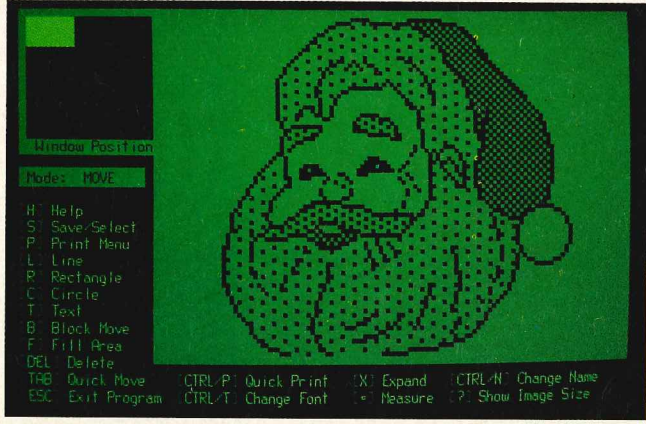 Window Position
Mode: MOVE
[H] Help
[S] Save/Select
[P] Print Menu
[L] Line
[R] Rectangle
[C] Circle
[T] Text
[B] Block Move
[F] Fill Area
[DEL] Delete
[TAB] Quick Move [CTRL/P] Quick Print [X] Expand [CTRL/N] Change Name
[ESC] Exit Program [CTRL/T] Change Font [=] Measure [?] Show Image Size